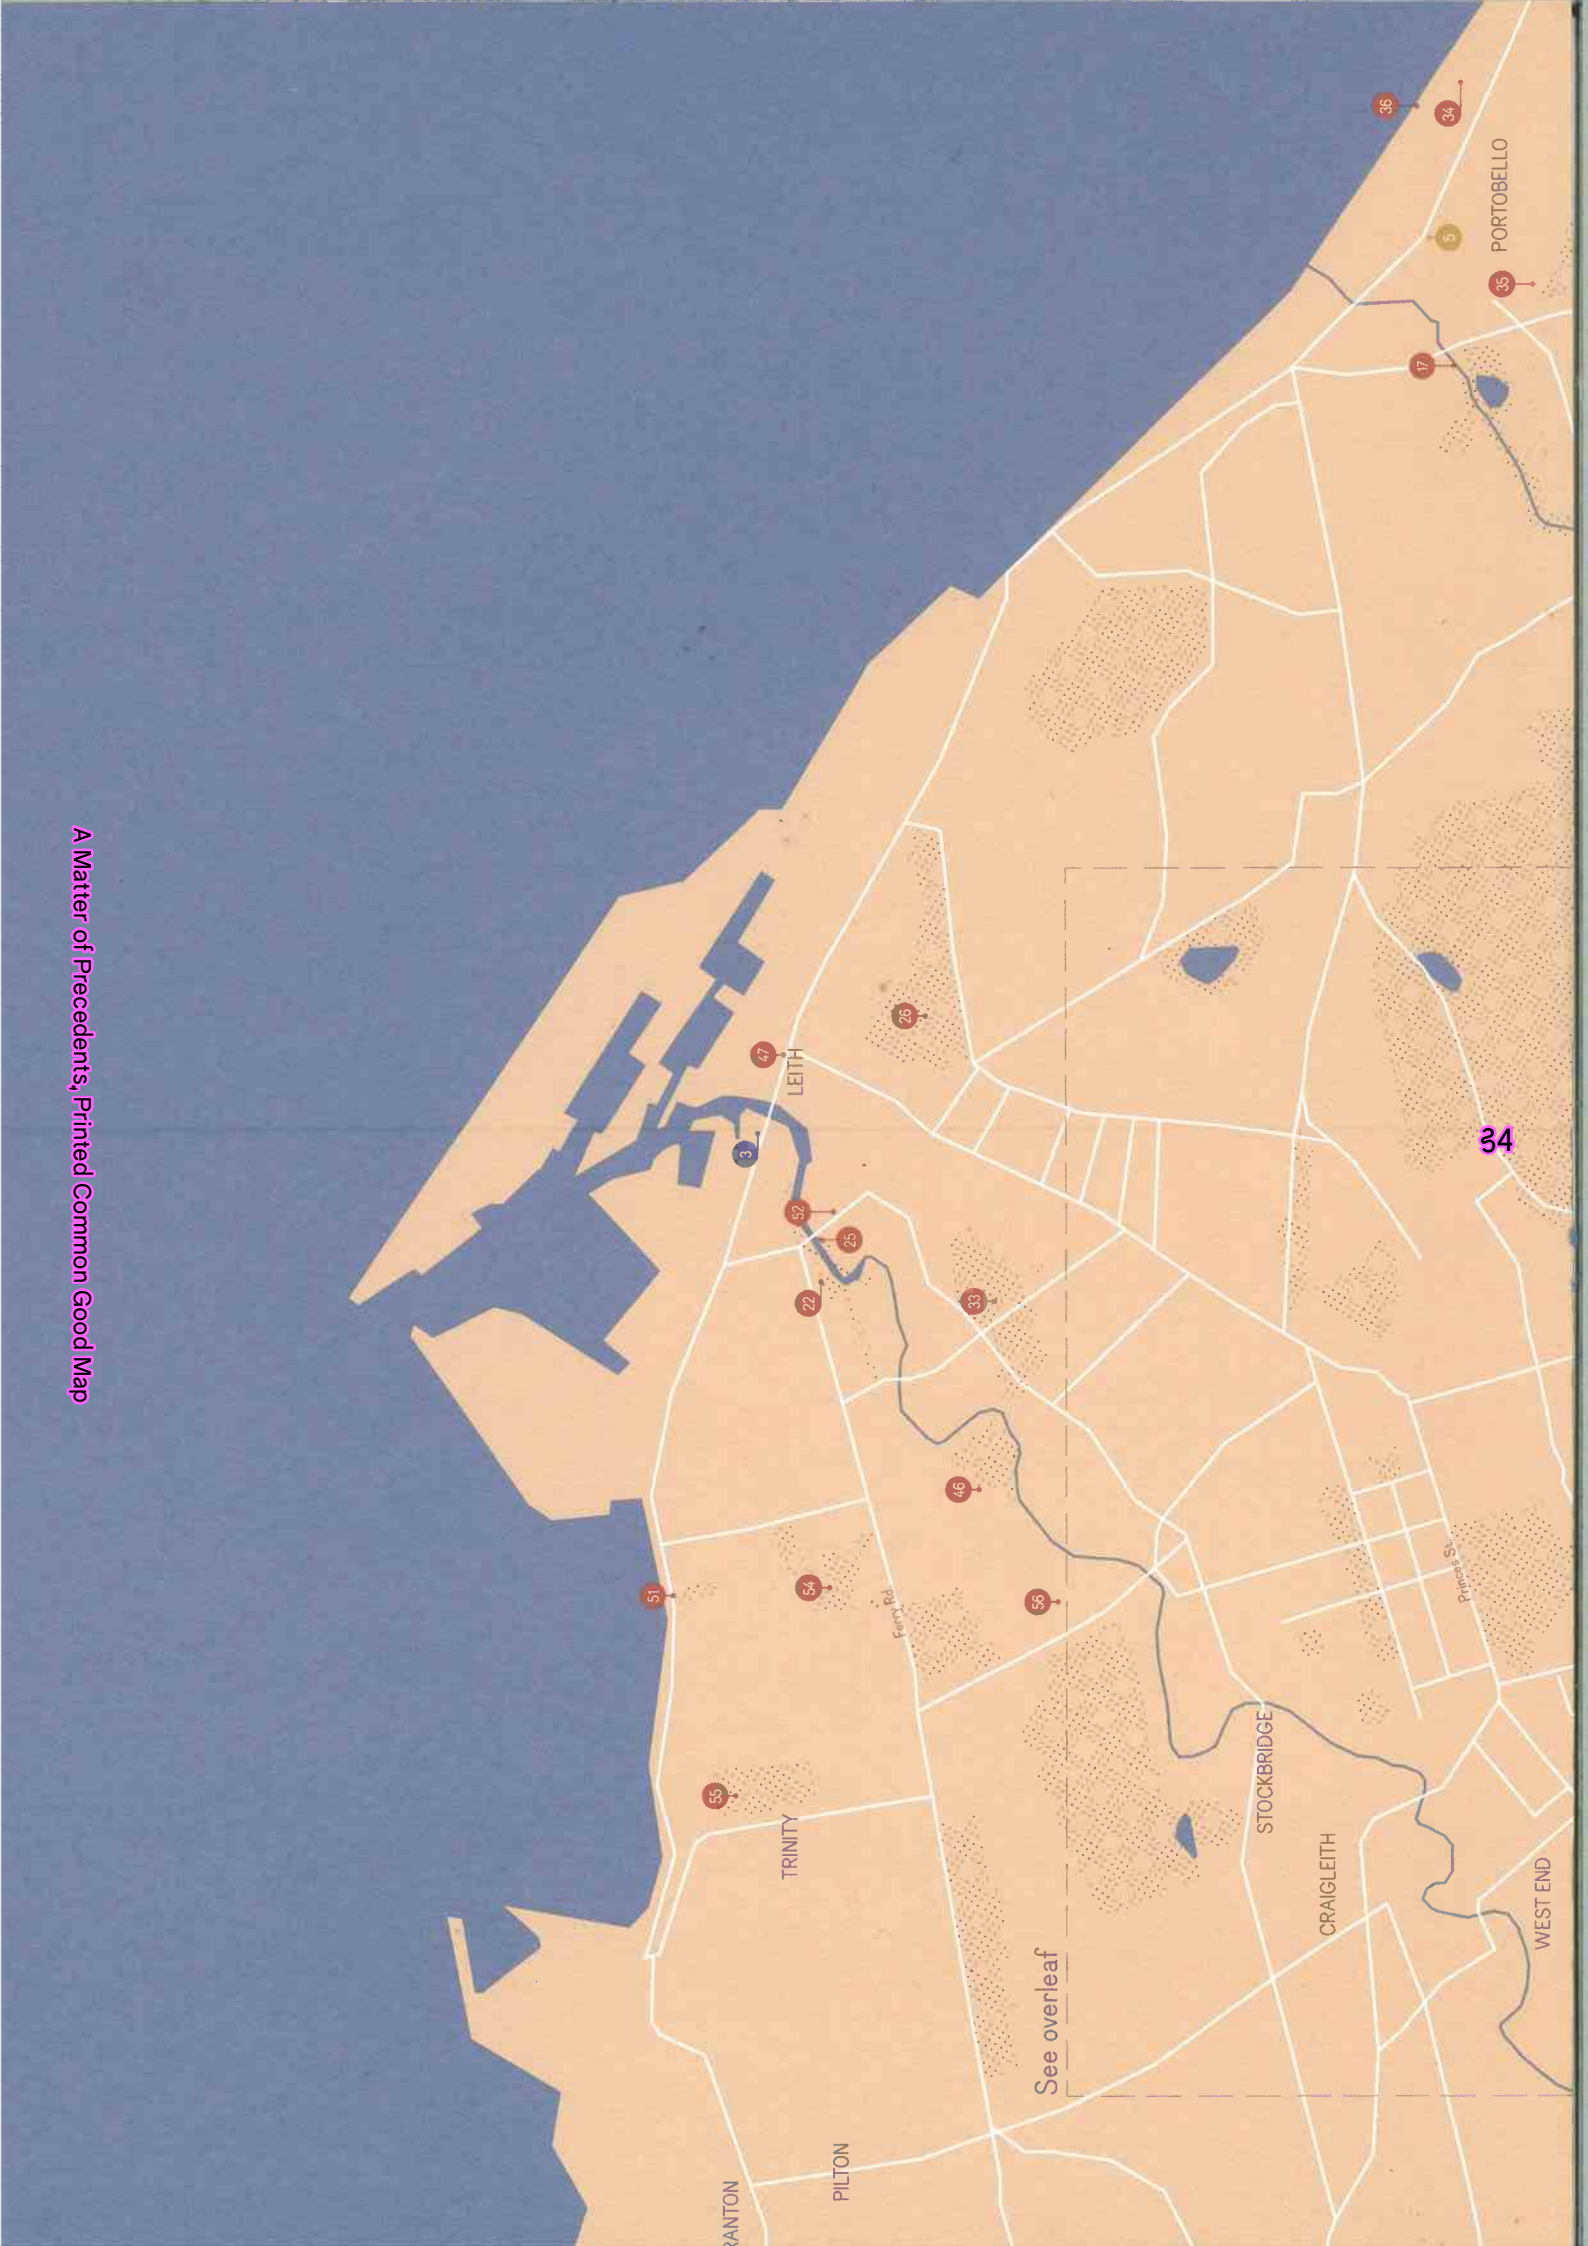 36
34
PORTOBELLO
5
35
17
26
47
LEITH
3
52
25
22
33
46
51
54
Ferry Rd
56
Princes St.
55
TRINITY
STOCKBRIDGE
CRAIGLEITH
WEST END
See overleaf
PILTON
RANTON
A Matter of Precedents, Printed Common Good Map
34